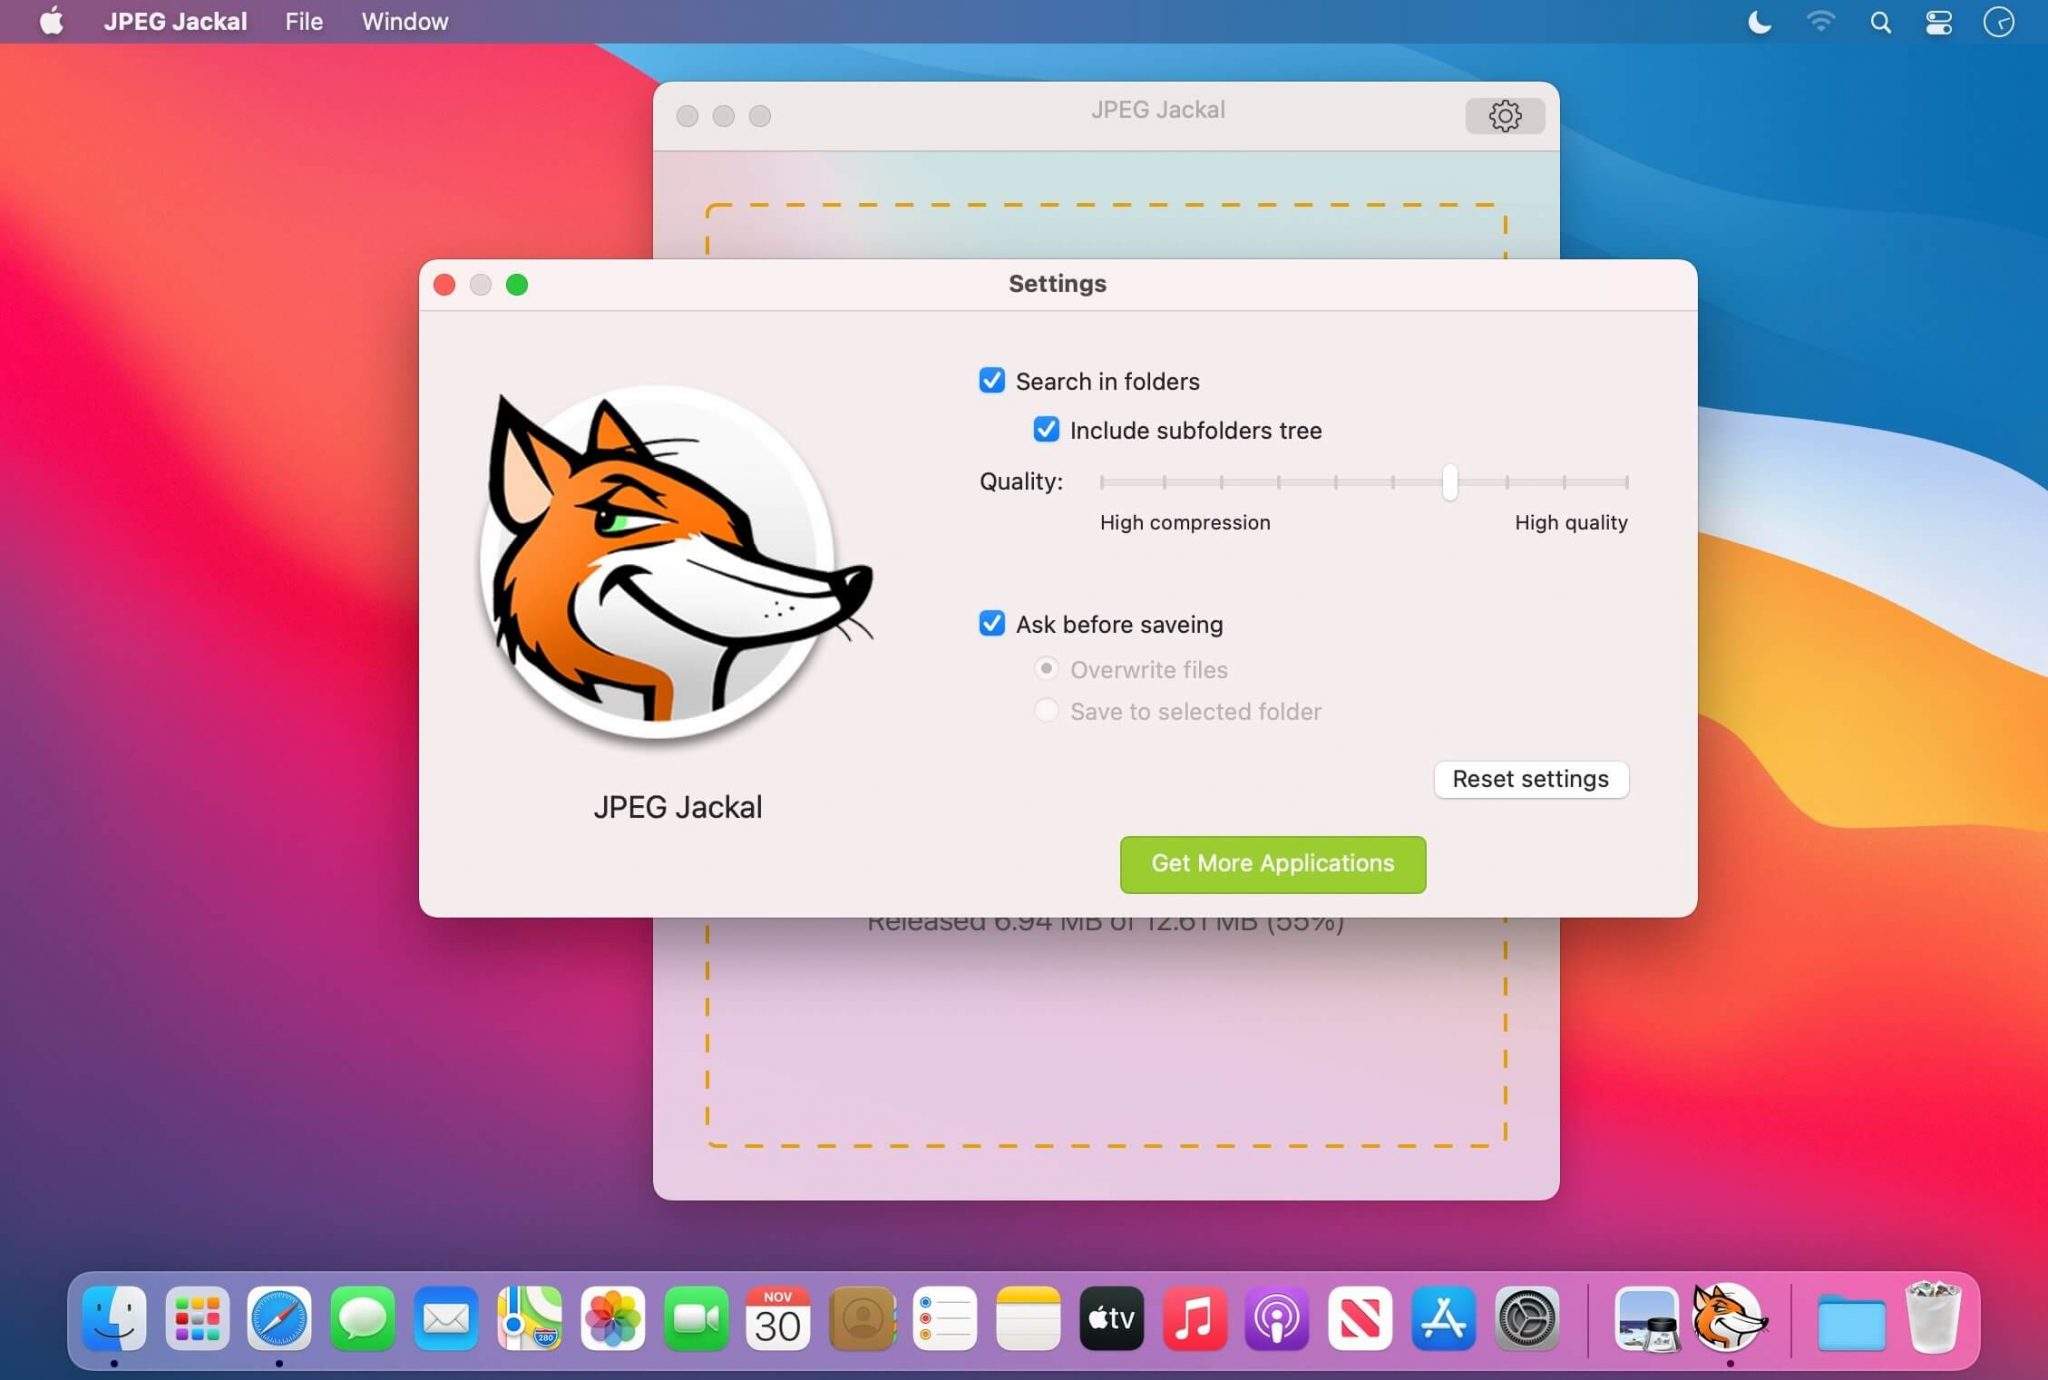 JPEG Jackal File Window
JPEG Jackal
Settings
Search in folders
Include subfolders tree
Quality:
High compression High quality
Ask before saveing
Overwrite files
Save to selected folder
Reset settings
JPEG Jackal
Get More Applications
Released 6.94 MB of 12.61 MB (55%)
280
NOV
30
tv